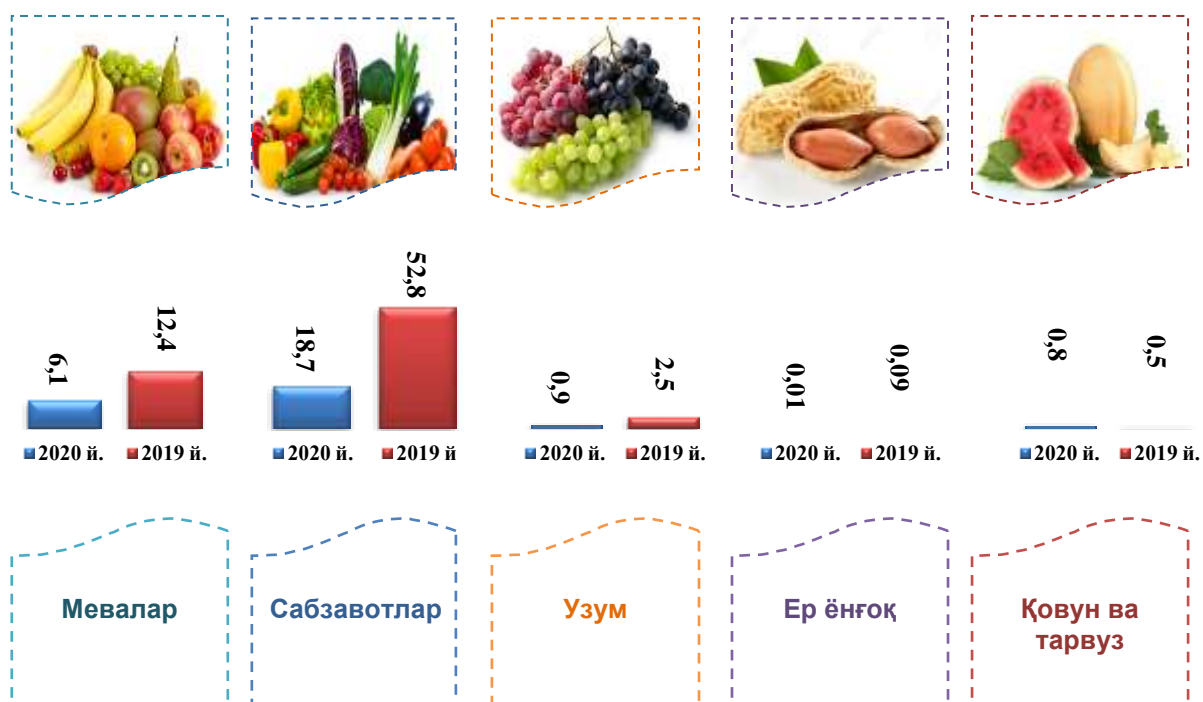 6,1
12,4
18,7
52,8
0,9
2,5
0,01
0,09
0,8
0,5
2020 й. 2019 й.
2020 й. 2019 й
2020 й. 2019 й.
2020 й. 2019 й.
2020 й. 2019 й.
Мевалар
Сабзавотлар
Узум
Ер ёнғоқ
Қовун ва
тарвуз